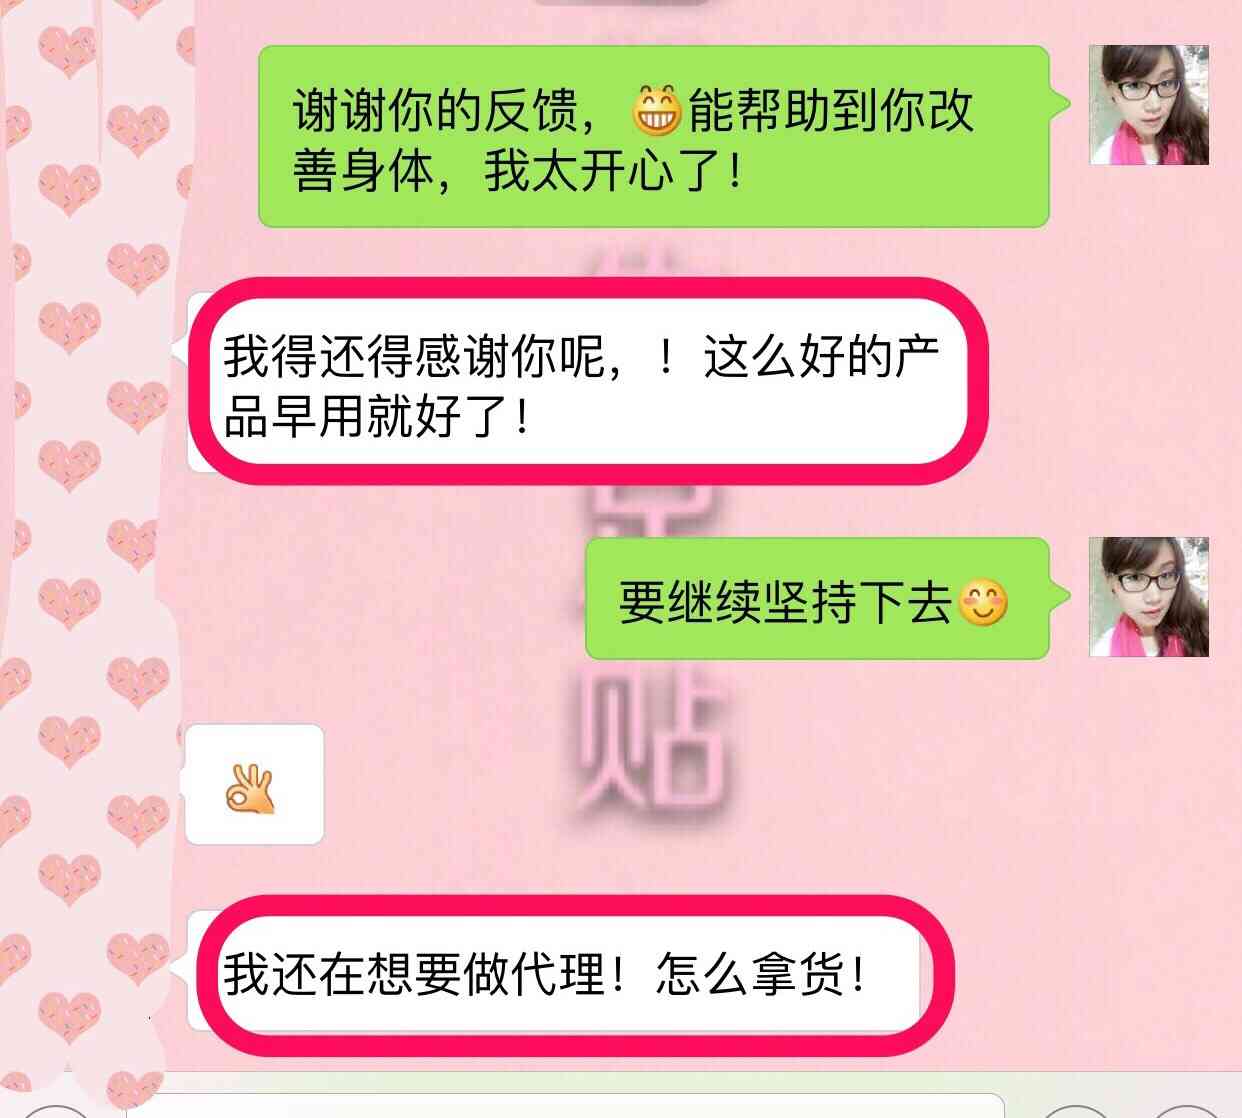 谢谢你的反馈，😁能帮助到你改
善身体，我太开心了！
我得还得感谢你呢，！这么好的产
品早用就好了！
要继续坚持下去😊
👌
我还在想要做代理！怎么拿货！
贴